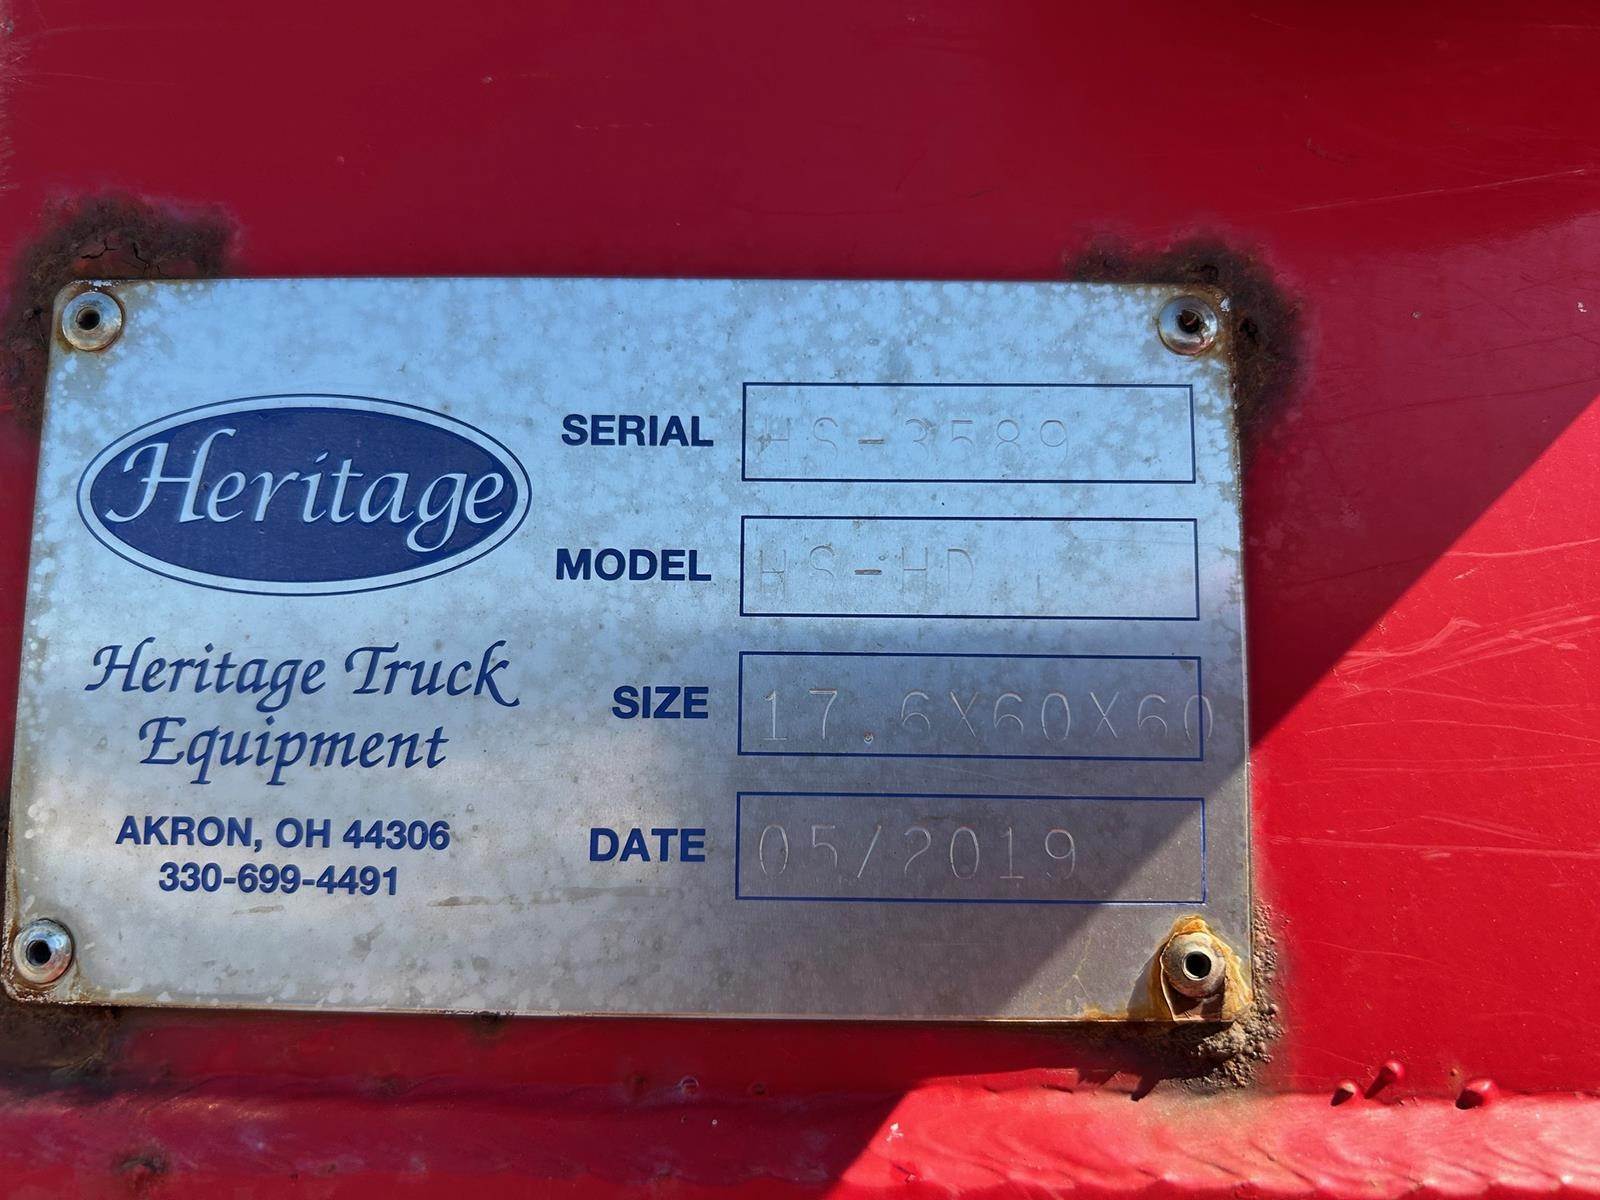 Heritage
Heritage Truck
Equipment
AKRON, OH 44306
330-699-4491
SERIAL HS-3589
MODEL HS-HD
SIZE 17.6X60X60
DATE 05/2019